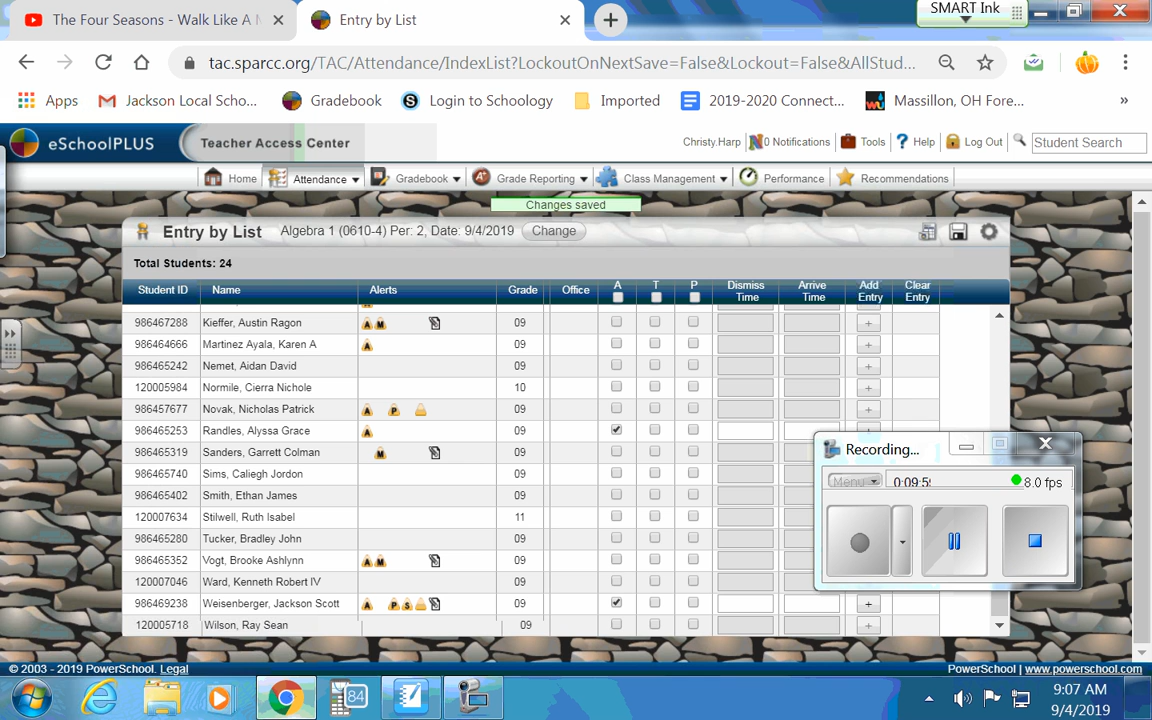 The Four Seasons - Walk Like A M
Entry by List
SMART Ink
tac.sparcc.org/TAC/Attendance/IndexList?LockoutOnNextSave=False&Lockout=False&AllStud...
Apps
Jackson Local Scho...
Gradebook
Login to Schoology
Imported
2019-2020 Connect...
Massillon, OH Fore...
»
eSchoolPLUS
Teacher Access Center
Christy.Harp
0 Notifications
Tools
Help
Log Out
Student Search
Home
Attendance
Gradebook
Grade Reporting
Class Management
Performance
Recommendations
Changes saved
Entry by List
Algebra 1 (0610-4) Per: 2, Date: 9/4/2019
Change
Total Students: 24
Student ID Name Alerts Grade Office A T P Dismiss Time Arrive Time Add Entry Clear Entry
986467288 Kieffer, Austin Ragon A M 09 +
986464666 Martinez Ayala, Karen A A 09 +
986465242 Nemet, Aidan David 09 +
120005984 Normile, Cierra Nichole 10 +
986457677 Novak, Nicholas Patrick A P 09 +
986465253 Randles, Alyssa Grace A 09
986465319 Sanders, Garrett Colman M 09
986465740 Sims, Caliegh Jordon 09
986465402 Smith, Ethan James 09
120007634 Stilwell, Ruth Isabel 11
986465280 Tucker, Bradley John 09
986465352 Vogt, Brooke Ashlynn A M 09
120007046 Ward, Kenneth Robert IV 09
986469238 Weisenberger, Jackson Scott A P S 09 +
120005718 Wilson, Ray Sean 09 +
Recording...
Menu
8.0 fps
© 2003 - 2019 PowerSchool. Legal
PowerSchool | www.powerschool.com
84
9:07 AM
9/4/2019